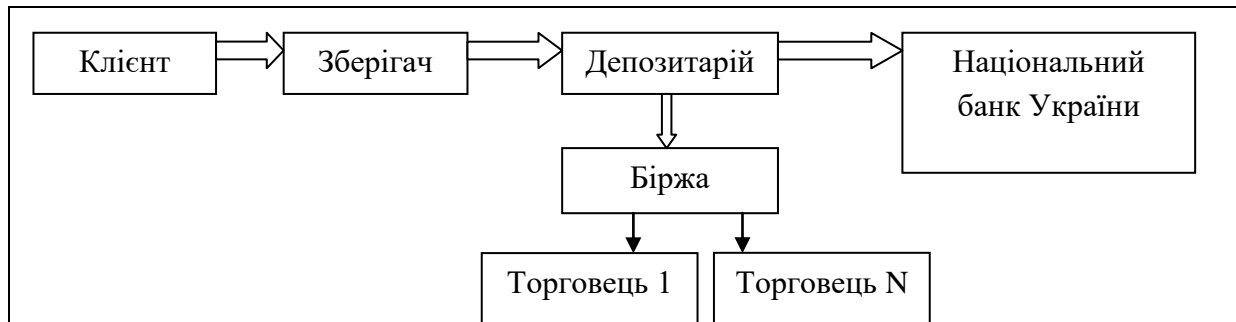 Клієнт
Зберігач
Депозитарій
Національний
банк України
Біржа
Торговець 1
Торговець N